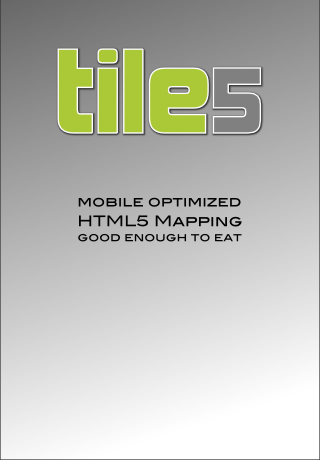 tile5
MOBILE OPTIMIZED
HTML5 MAPPING
GOOD ENOUGH TO EAT